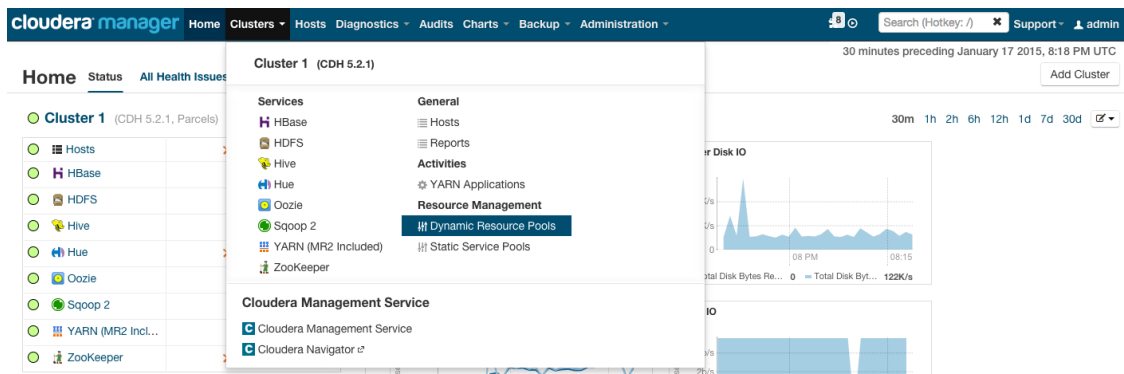 cloudera manager Home Clusters Hosts Diagnostics Audits Charts Backup Administration 8 Search (Hotkey: /) Support admin
30 minutes preceding January 17 2015, 8:18 PM UTC
Home Status All Health Issues Add Cluster
Cluster 1 (CDH 5.2.1, Parcels)
30m 1h 2h 6h 12h 1d 7d 30d
Hosts
HBase
HDFS
Hive
Hue
Oozie
Sqoop 2
YARN (MR2 Incl...
ZooKeeper
Cluster 1 (CDH 5.2.1)
Services
HBase
HDFS
Hive
Hue
Oozie
Sqoop 2
YARN (MR2 Included)
ZooKeeper
General
Hosts
Reports
Activities
YARN Applications
Resource Management
Dynamic Resource Pools
Static Service Pools
Cloudera Management Service
Cloudera Management Service
Cloudera Navigator
er Disk IO
/s
/s
0
08 PM 08:15
otal Disk Bytes Re... 0 Total Disk Byt... 122K/s
IO
b/s
2b/s